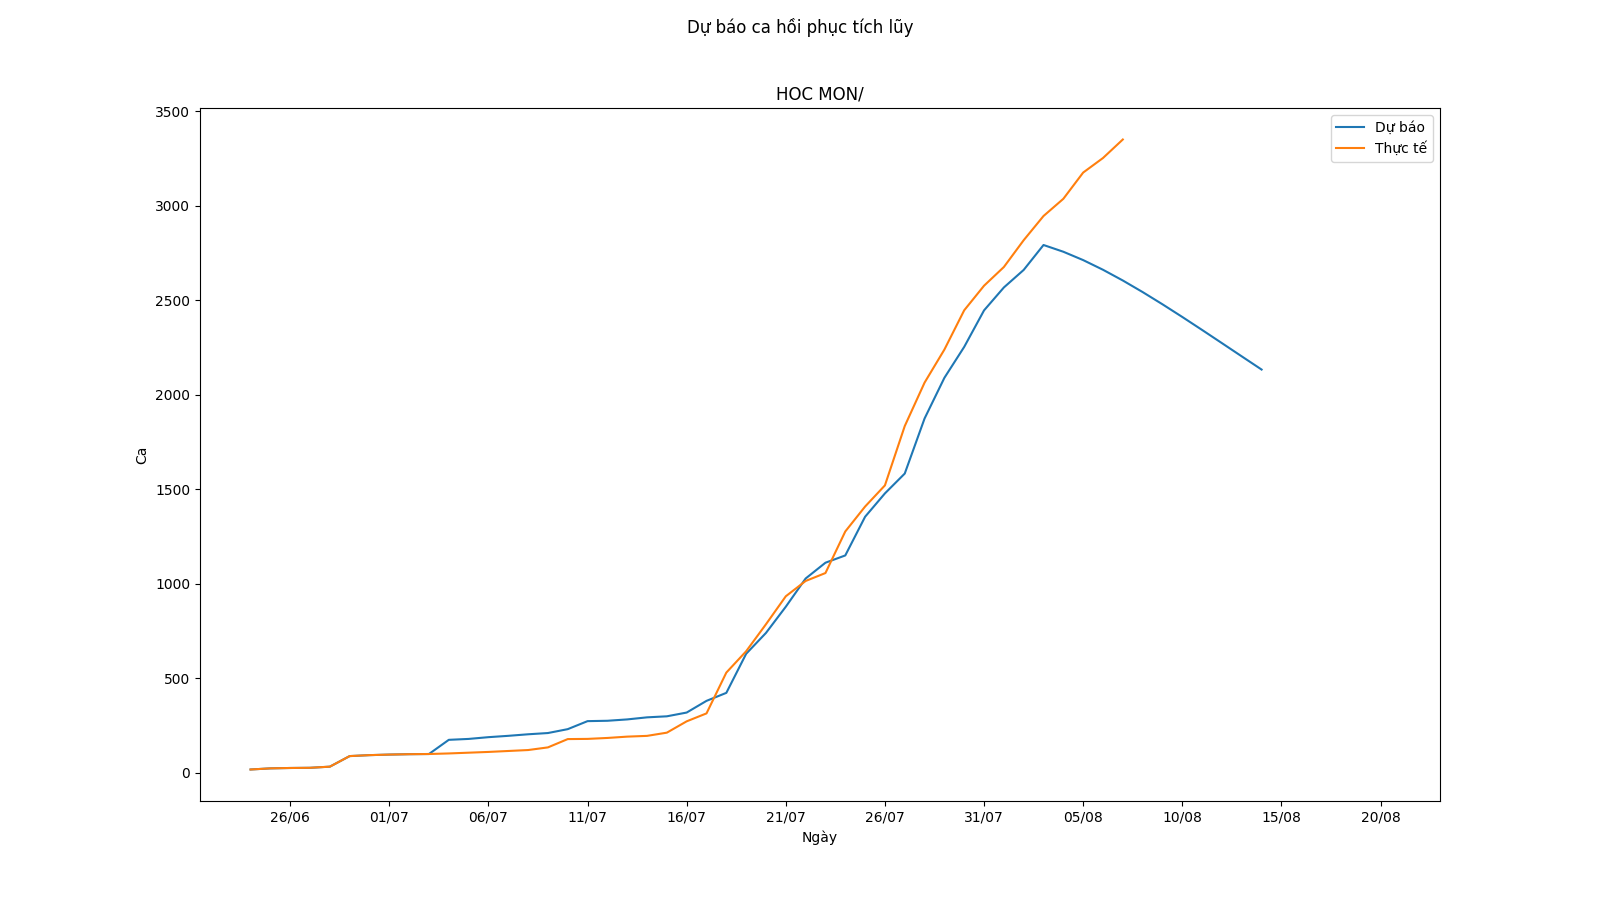 Dự báo ca hồi phục tích lũy
HOC MON/
Dự báo
Thực tế
3500
3000
2500
2000
1500
1000
500
0
Ca
26/06 01/07 06/07 11/07 16/07 21/07 26/07 31/07 05/08 10/08 15/08 20/08
Ngày